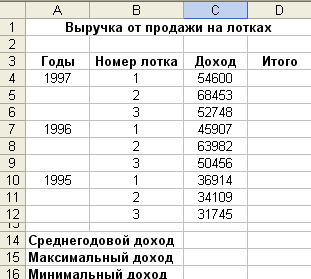 A B C D
1 Выручка от продажи на лотках
2
3 Годы Номер лотка Доход Итого
4 1997 1 54600
5 2 68453
6 3 52748
7 1996 1 45907
8 2 63982
9 3 50456
10 1995 1 36914
11 2 34109
12 3 31745
13
14 Среднегодовой доход
15 Максимальный доход
16 Минимальный доход